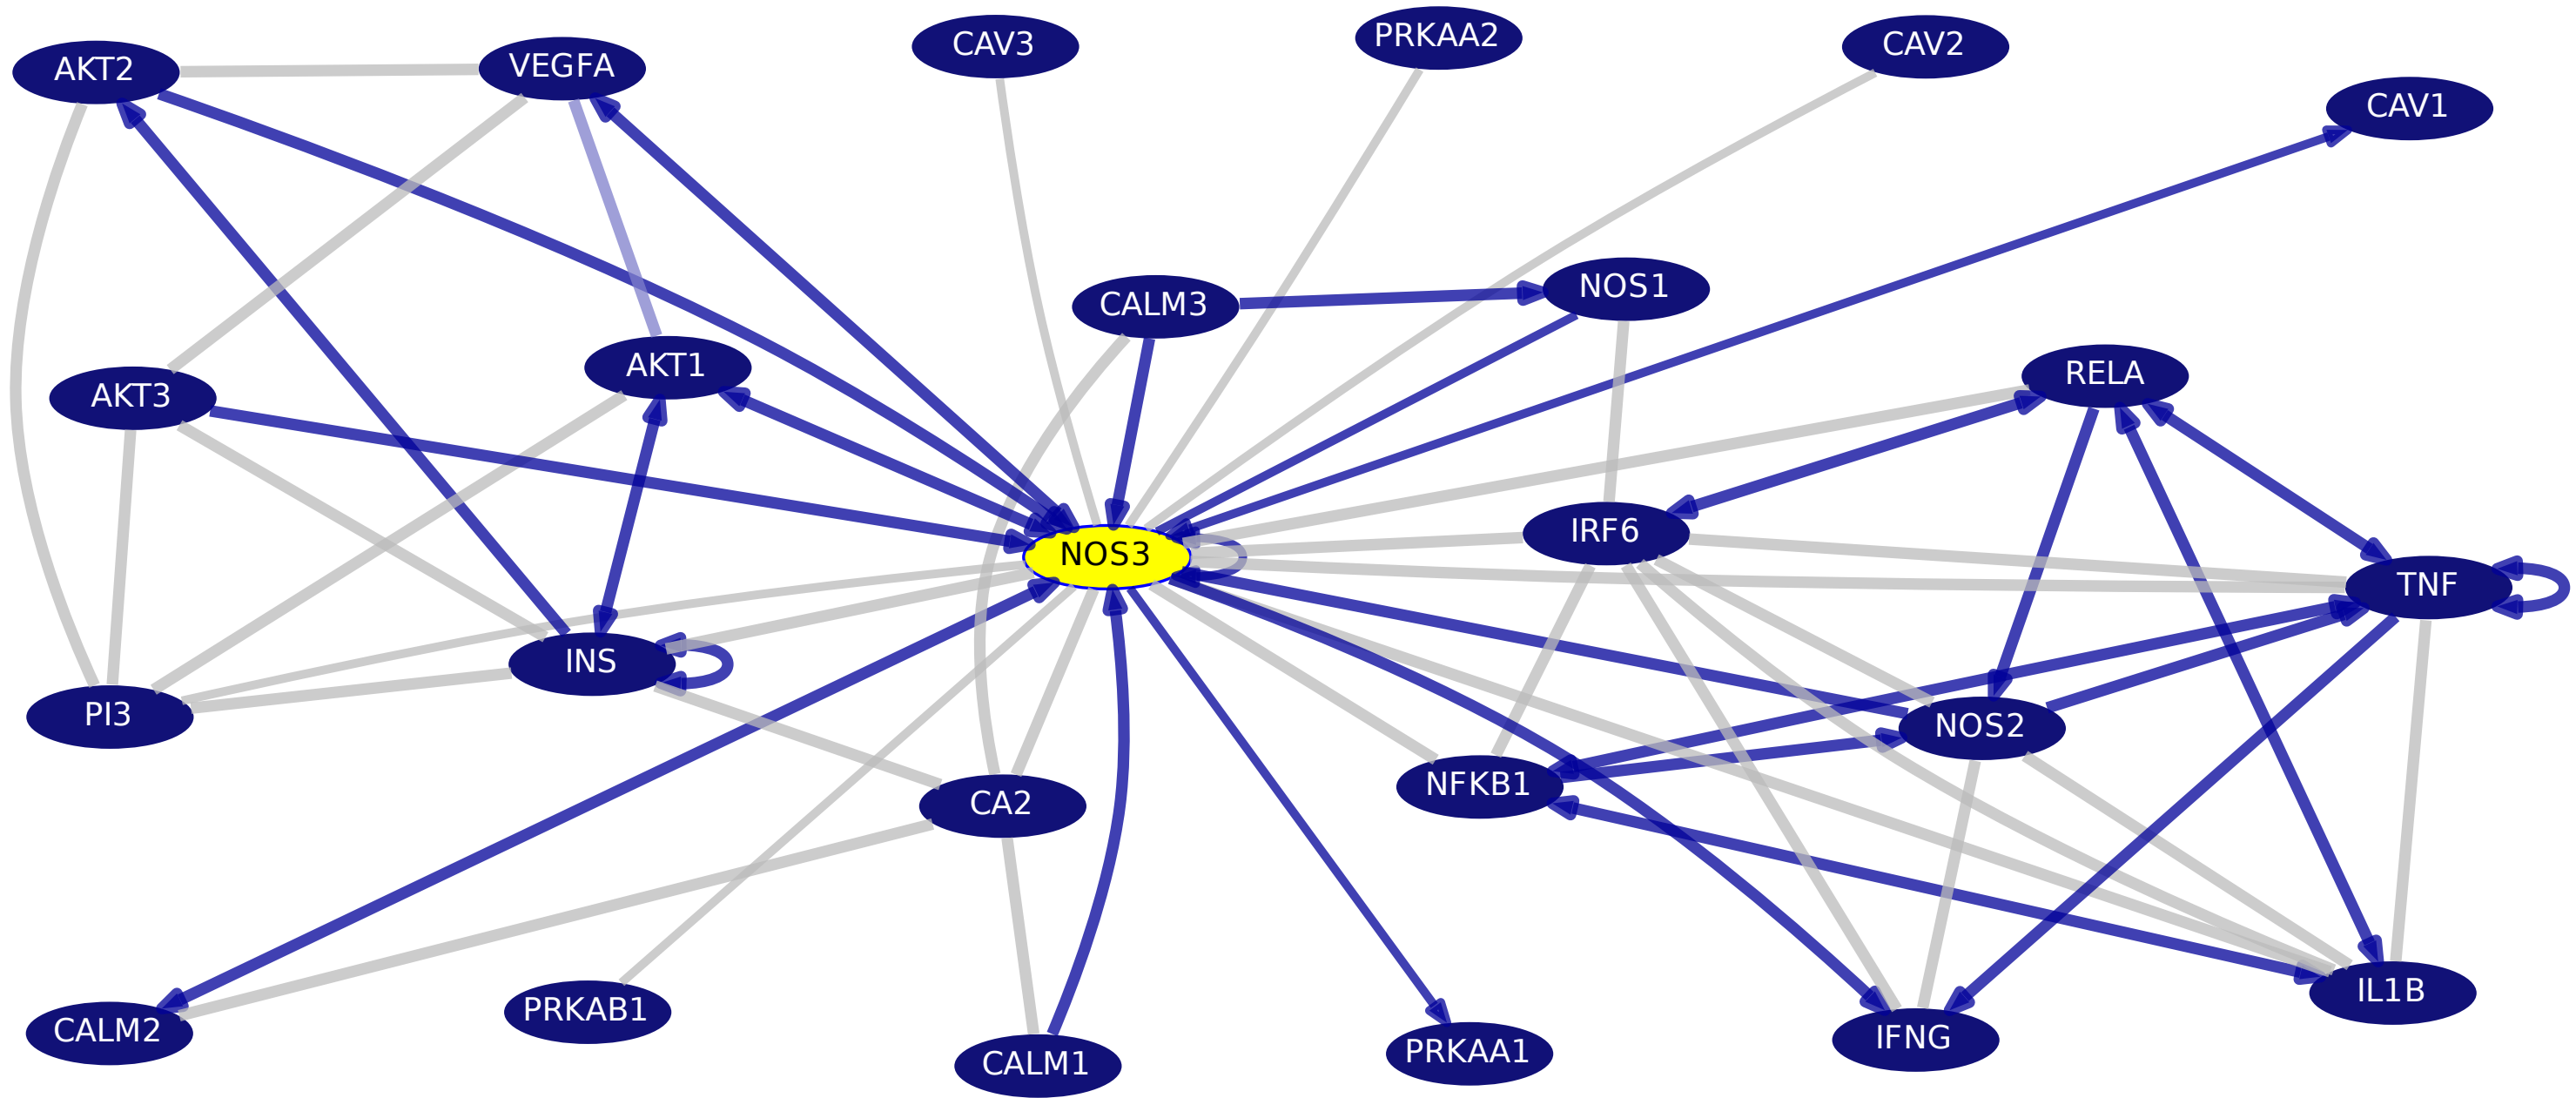 PRKAA2
CAV3
CAV2
VEGFA
AKT2
CAV1
NOS1
CALM3
AKT1
RELA
AKT3
IRF6
NOS3
TNF
INS
PI3
NOS2
NFKB1
CA2
IL1B
PRKAB1
CALM2
IFNG
PRKAA1
CALM1